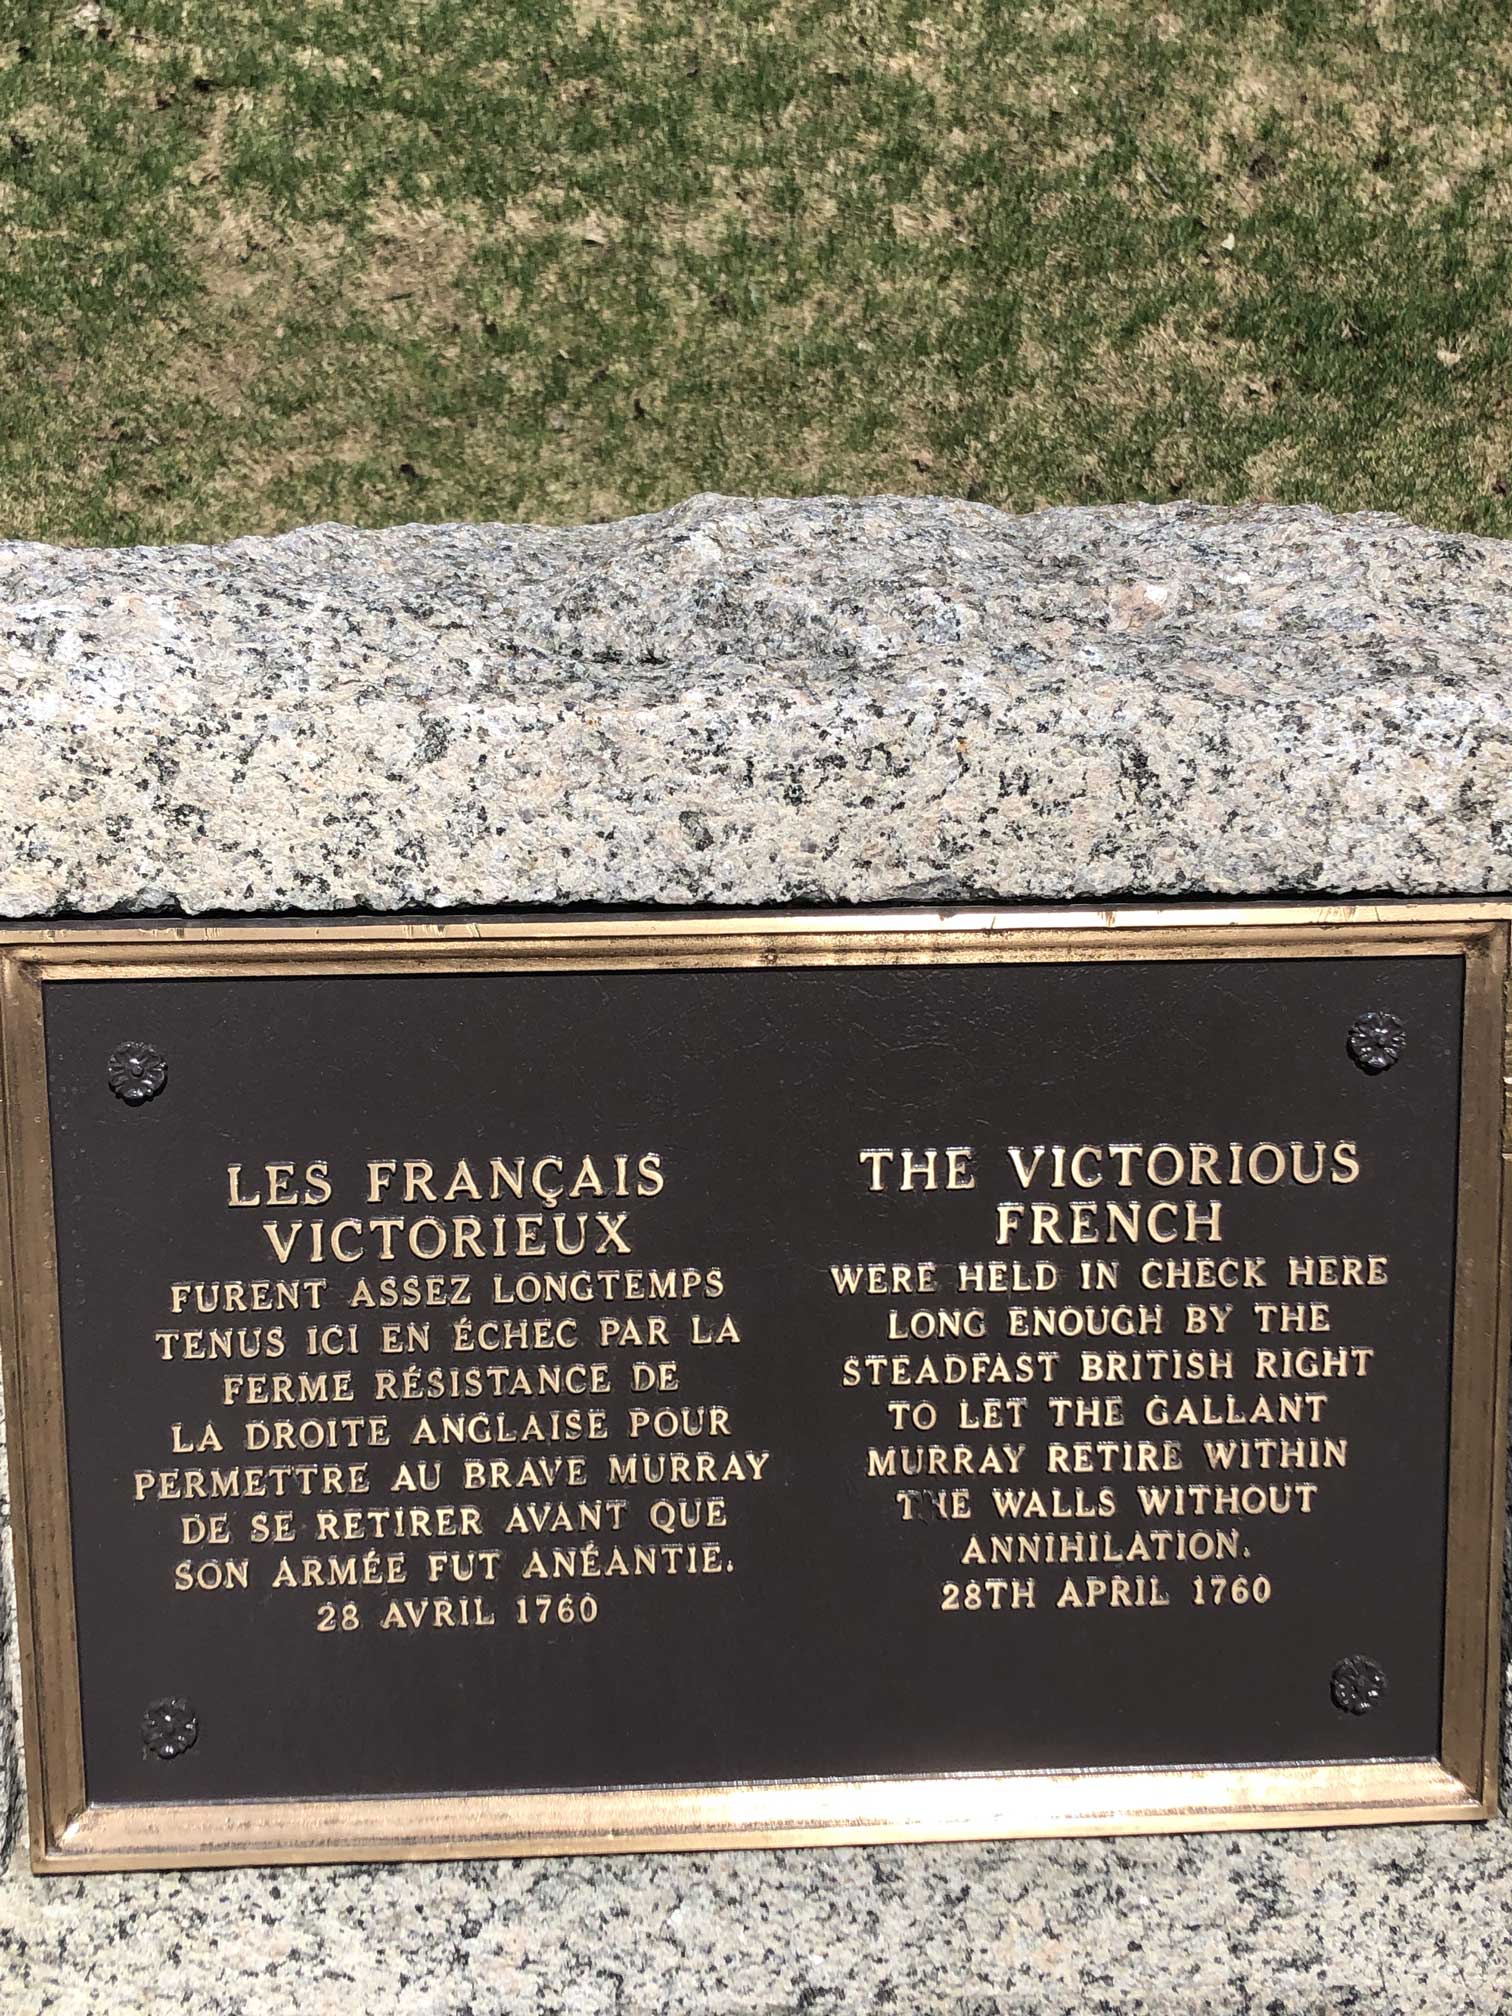 LES FRANÇAIS
VICTORIEUX
FURENT ASSEZ LONGTEMPS
TENUS ICI EN ÉCHEC PAR LA
FERME RÉSISTANCE DE
LA DROITE ANGLAISE POUR
PERMETTRE AU BRAVE MURRAY
DE SE RETIRER AVANT QUE
SON ARMÉE FUT ANÉANTIE.
28 AVRIL 1760
THE VICTORIOUS
FRENCH
WERE HELD IN CHECK HERE
LONG ENOUGH BY THE
STEADFAST BRITISH RIGHT
TO LET THE GALLANT
MURRAY RETIRE WITHIN
THE WALLS WITHOUT
ANNIHILATION.
28TH APRIL 1760